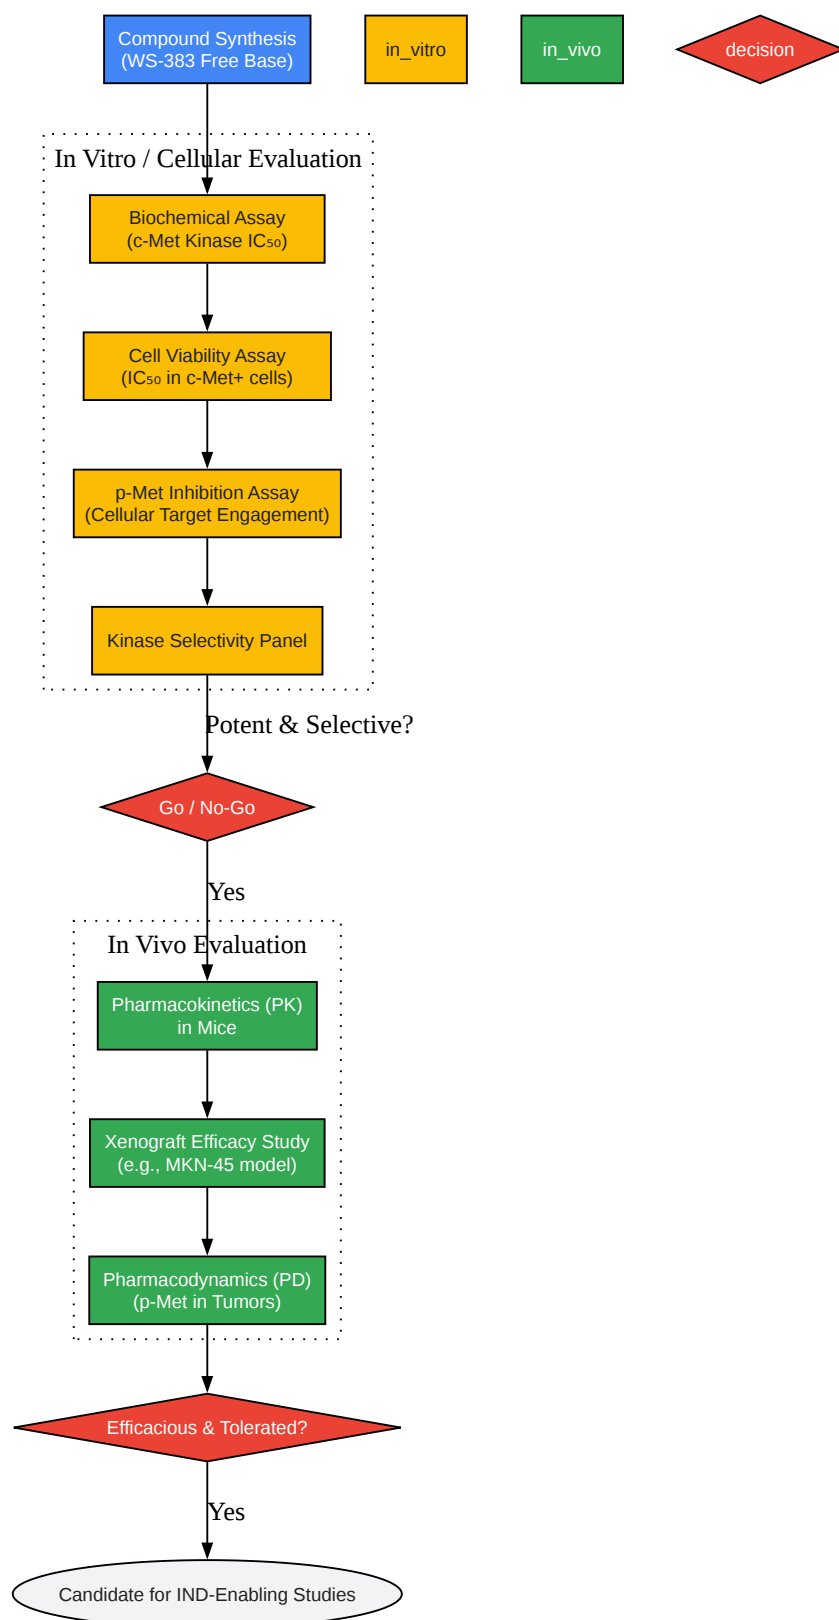 Compound Synthesis
(WS-383 Free Base)
in_vitro
in_vivo
decision
In Vitro / Cellular Evaluation
Biochemical Assay
(c-Met Kinase IC₅₀)
Cell Viability Assay
(IC₅₀ in c-Met+ cells)
p-Met Inhibition Assay
(Cellular Target Engagement)
Kinase Selectivity Panel
Potent & Selective?
Go / No-Go
Yes
In Vivo Evaluation
Pharmacokinetics (PK)
in Mice
Xenograft Efficacy Study
(e.g., MKN-45 model)
Pharmacodynamics (PD)
(p-Met in Tumors)
Efficacious & Tolerated?
Yes
Candidate for IND-Enabling Studies